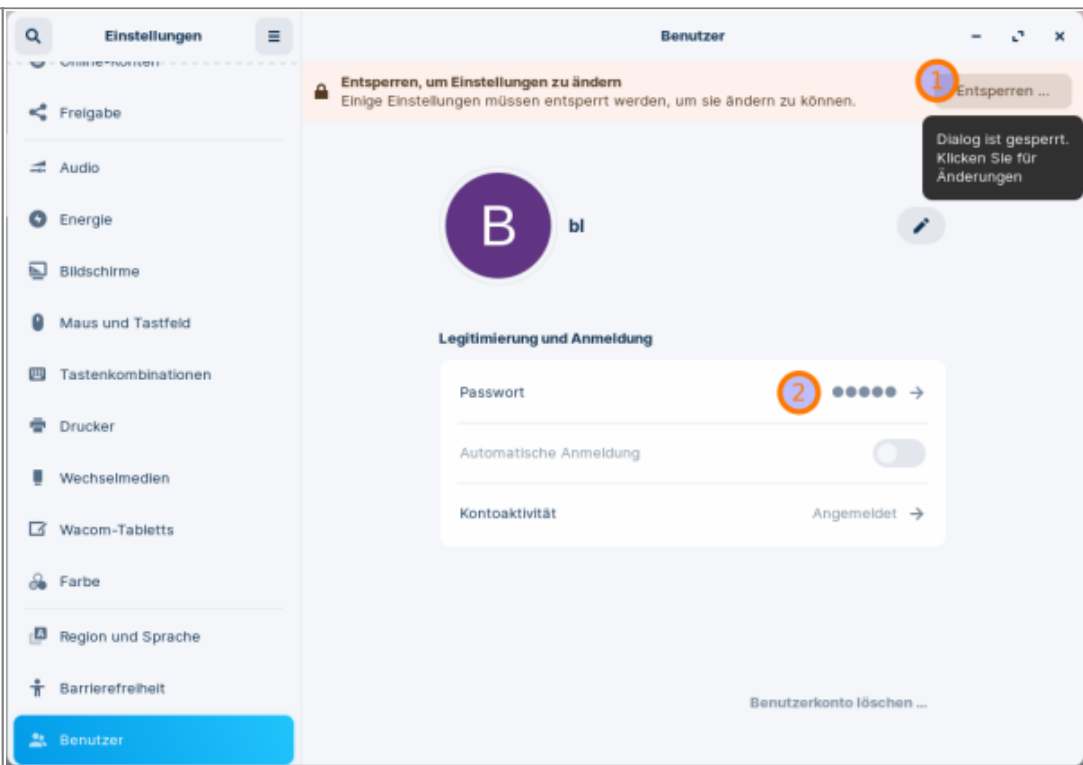 Einstellungen
Benutzer
Online-Konten
Freigabe
Audio
Energie
Bildschirme
Maus und Tastfeld
Tastenkombinationen
Drucker
Wechselmedien
Wacom-Tabletts
Farbe
Region und Sprache
Barrierefreiheit
Benutzer
Entsperren, um Einstellungen zu ändern
Einige Einstellungen müssen entsperrt werden, um sie ändern zu können.
1
Entsperren ...
Dialog ist gesperrt.
Klicken Sie für
Änderungen
B
bl
Legitimierung und Anmeldung
Passwort
2
Automatische Anmeldung
Kontoaktivität
Angemeldet
Benutzerkonto löschen ...